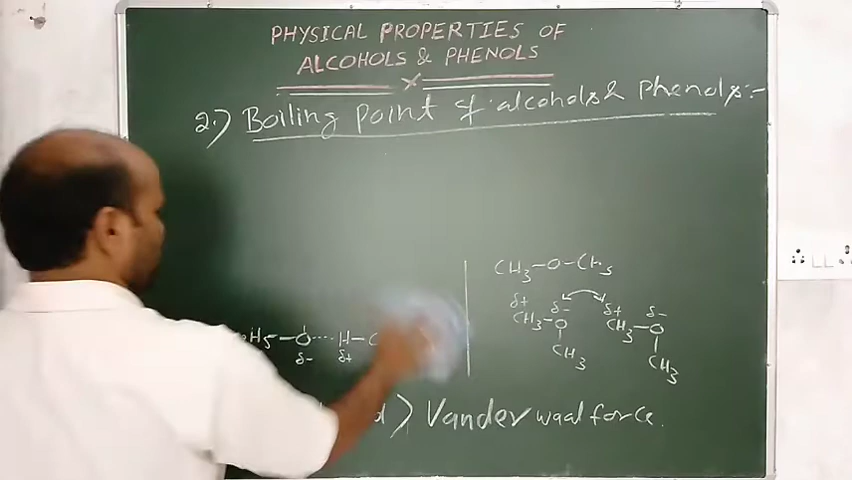 PHYSICAL PROPERTIES OF
ALCOHOLS & PHENOLS
2.) Boiling point of alcohols & phenols:-
CH3-O-CH3
δ+ δ- δ+ δ-
CH3-O CH3-O
CH3 CH3
H5-O....H-
δ- δ+
> Vander waal force.